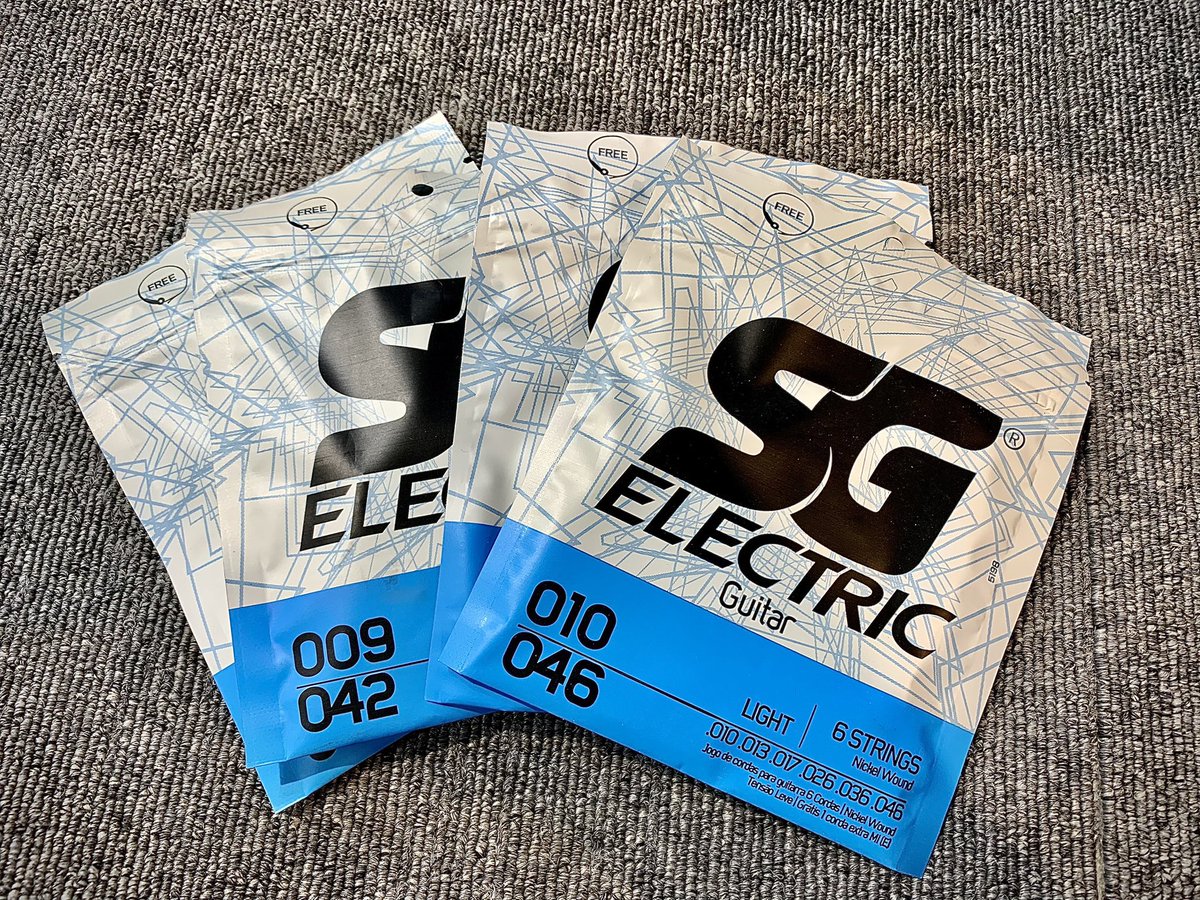 FREE
FREE
ELEC
009
042
FREE
FREE
SG®
ELECTRIC
Guitar
5198
010
046
LIGHT | 6 STRINGS
Nickel Wound
.010 .013 .017 .026 .036 .046
Jogo de cordas para guitarra 6 Cordas | Nickel Wound
Tensão Leve | Grátis 1 corda extra MI (E)